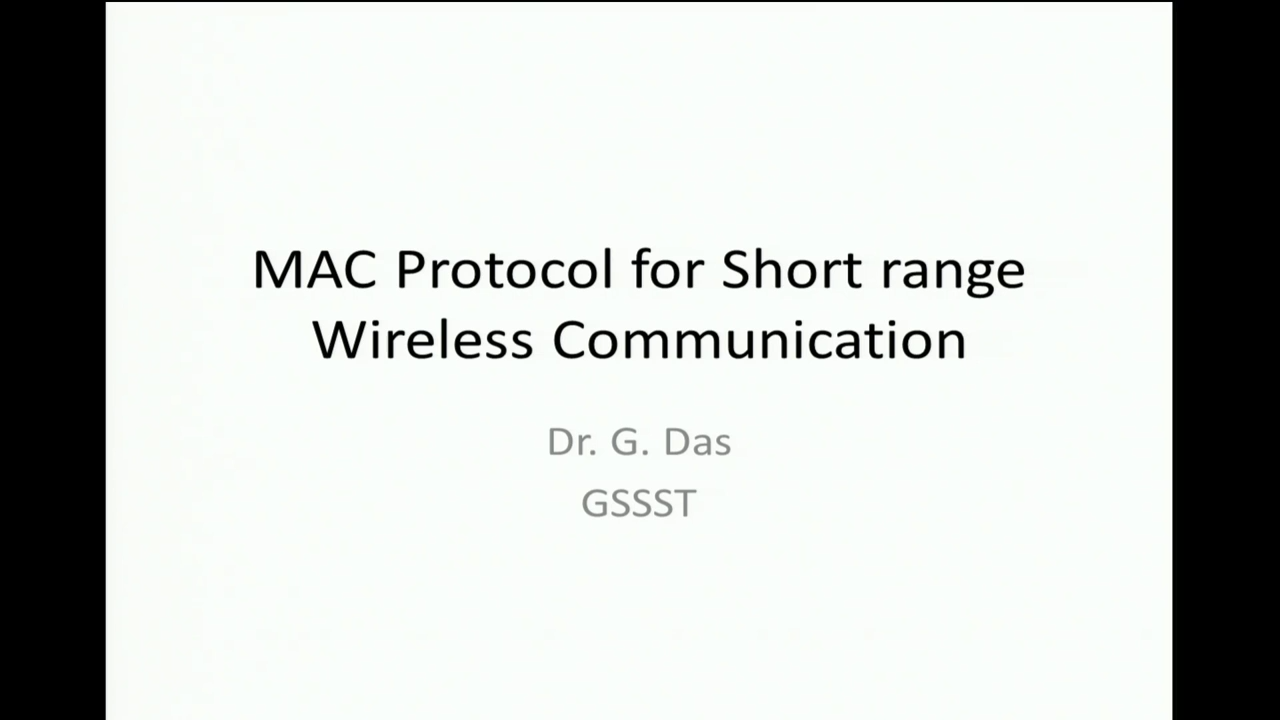 MAC Protocol for Short range
Wireless Communication
Dr. G. Das
GSSST